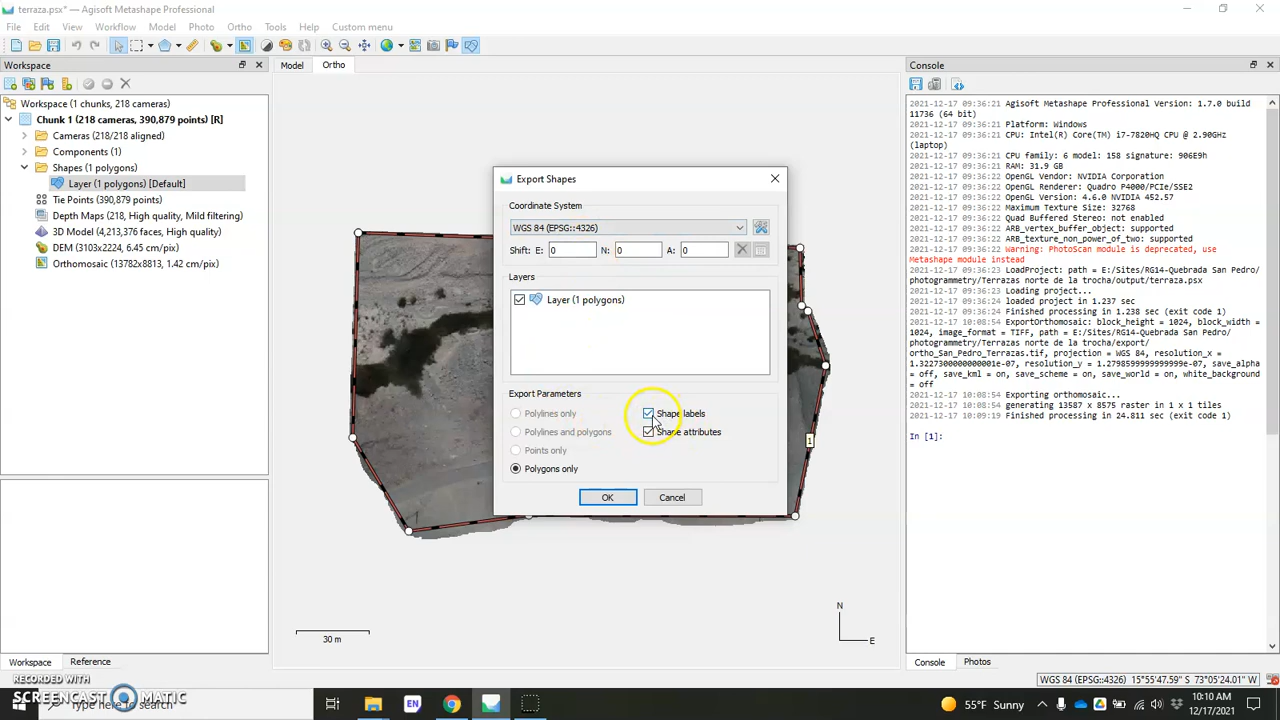 terraza.psx* — Agisoft Metashape Professional
File Edit View Workflow Model Photo Ortho Tools Help Custom menu
Workspace
Workspace (1 chunks, 218 cameras)
Chunk 1 (218 cameras, 390,879 points) [R]
Cameras (218/218 aligned)
Components (1)
Shapes (1 polygons)
Layer (1 polygons) [Default]
Tie Points (390,879 points)
Depth Maps (218, High quality, Mild filtering)
3D Model (4,213,376 faces, High quality)
DEM (3103x2224, 6.45 cm/pix)
Orthomosaic (13782x8813, 1.42 cm/pix)
Workspace Reference
Model Ortho
Export Shapes
Coordinate System
WGS 84 (EPSG::4326)
Shift: E: 0 N: 0 A: 0
Layers
Layer (1 polygons)
Export Parameters
Polylines only
Shape labels
Polylines and polygons
Shape attributes
Points only
Polygons only
OK Cancel
1
30 m
N
E
Console
2021-12-17 09:36:21 Agisoft Metashape Professional Version: 1.7.0 build
11736 (64 bit)
2021-12-17 09:36:21 Platform: Windows
2021-12-17 09:36:21 CPU: Intel(R) Core(TM) i7-7820HQ CPU @ 2.90GHz
(laptop)
2021-12-17 09:36:21 CPU family: 6 model: 158 signature: 906E9h
2021-12-17 09:36:21 RAM: 31.9 GB
2021-12-17 09:36:22 OpenGL Vendor: NVIDIA Corporation
2021-12-17 09:36:22 OpenGL Renderer: Quadro P4000/PCIe/SSE2
2021-12-17 09:36:22 OpenGL Version: 4.6.0 NVIDIA 452.57
2021-12-17 09:36:22 Maximum Texture Size: 32768
2021-12-17 09:36:22 Quad Buffered Stereo: not enabled
2021-12-17 09:36:22 ARB_vertex_buffer_object: supported
2021-12-17 09:36:22 ARB_texture_non_power_of_two: supported
2021-12-17 09:36:22 Warning: PhotoScan module is deprecated, use
Metashape module instead
2021-12-17 09:36:23 LoadProject: path = E:/Sites/RG14-Quebrada San Pedro/
photogrammetry/Terrazas norte de la trocha/output/terraza.psx
2021-12-17 09:36:23 Loading project...
2021-12-17 09:36:24 loaded project in 1.237 sec
2021-12-17 09:36:24 Finished processing in 1.238 sec (exit code 1)
2021-12-17 10:08:54 ExportOrthomosaic: block_height = 1024, block_width =
1024, image_format = TIFF, path = E:/Sites/RG14-Quebrada San Pedro/
photogrammetry/Terrazas norte de la trocha/export/
ortho_San_Pedro_Terrazas.tif, projection = WGS 84, resolution_x =
1.3227300000000001e-07, resolution_y = 1.2798599999999999e-07, save_alpha
= off, save_kml = on, save_scheme = on, save_world = on, white_background
= off
2021-12-17 10:08:54 Exporting orthomosaic...
2021-12-17 10:08:54 generating 13587 x 8575 raster in 1 x 1 tiles
2021-12-17 10:09:19 Finished processing in 24.811 sec (exit code 1)
In [1]:
Console Photos
WGS 84 (EPSG::4326) 15°55'47.59" S 73°05'24.01" W
RECORDED WITH
SCREENCAST MATIC
Type here to search
EN
55°F Sunny
10:10 AM
12/17/2021